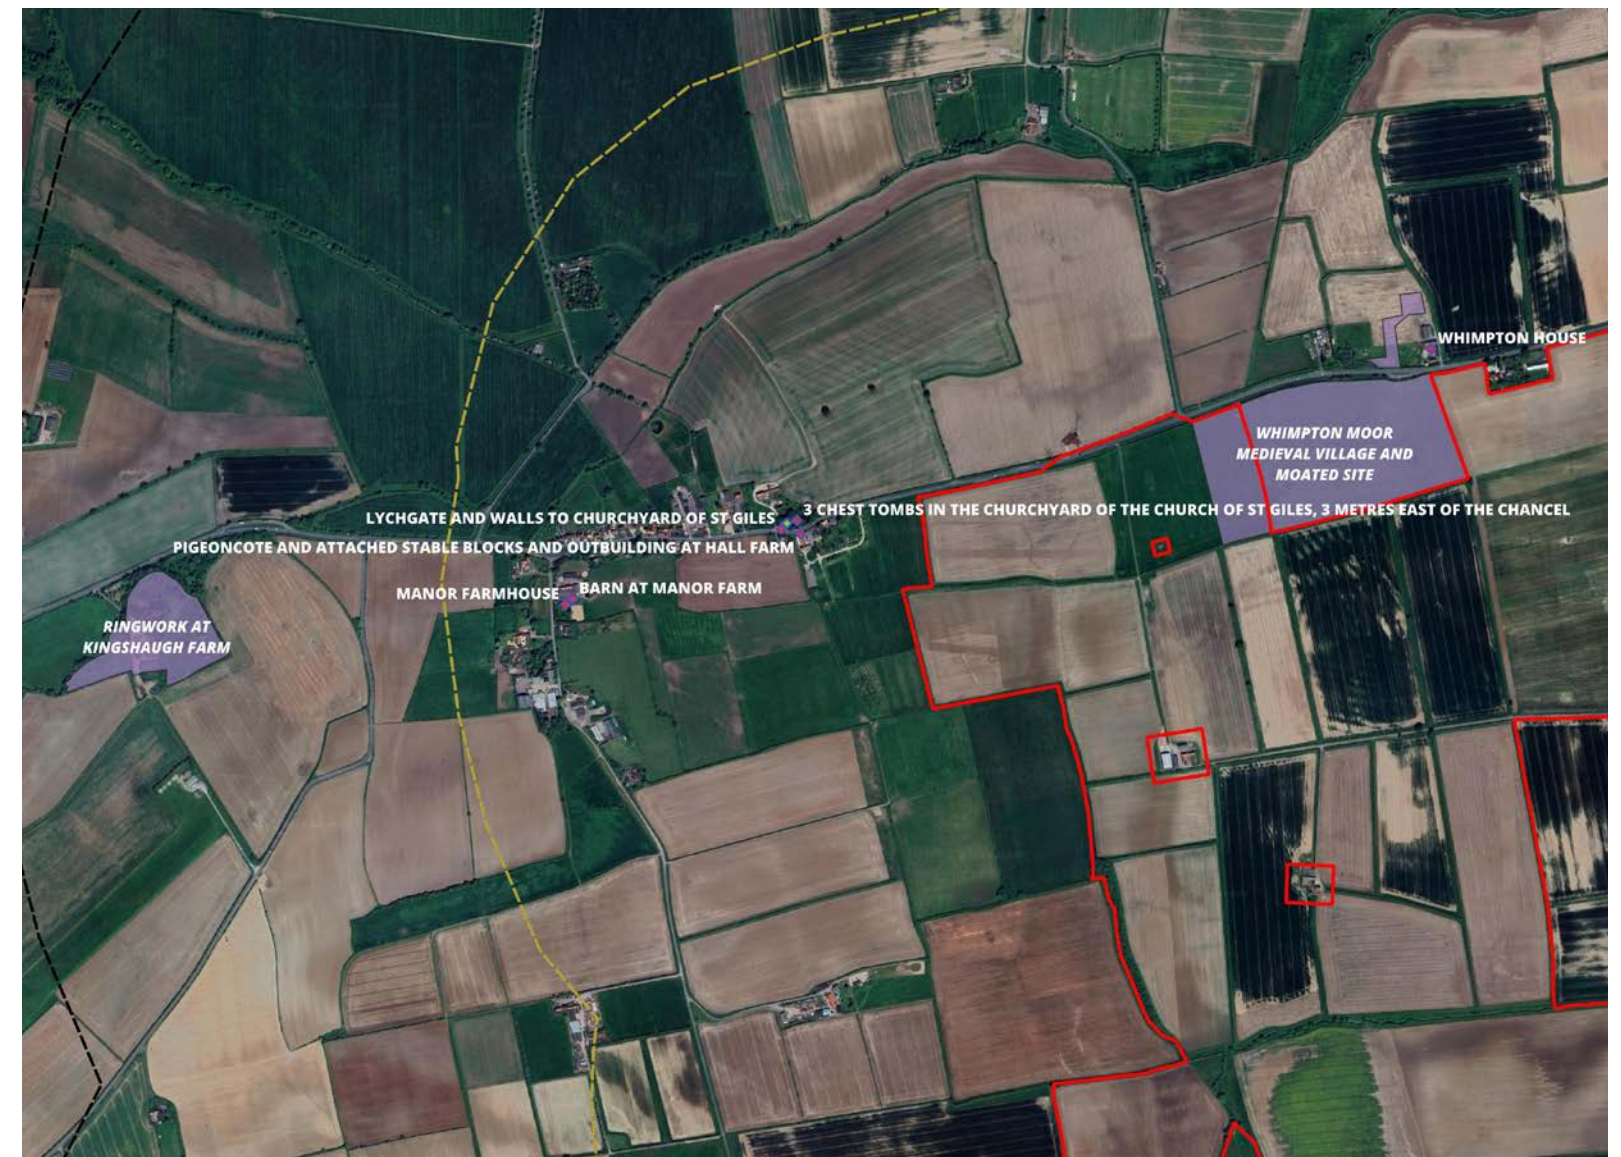 WHIMPTON HOUSE
WHIMPTON MOOR
MEDIEVAL VILLAGE AND
MOATED SITE
3 CHEST TOMBS IN THE CHURCHYARD OF THE CHURCH OF ST GILES, 3 METRES EAST OF THE CHANCEL
LYCHGATE AND WALLS TO CHURCHYARD OF ST GILES
PIGEONCOTE AND ATTACHED STABLE BLOCKS AND OUTBUILDING AT HALL FARM
MANOR FARMHOUSE
BARN AT MANOR FARM
RINGWORK AT
KINGSHAUGH FARM